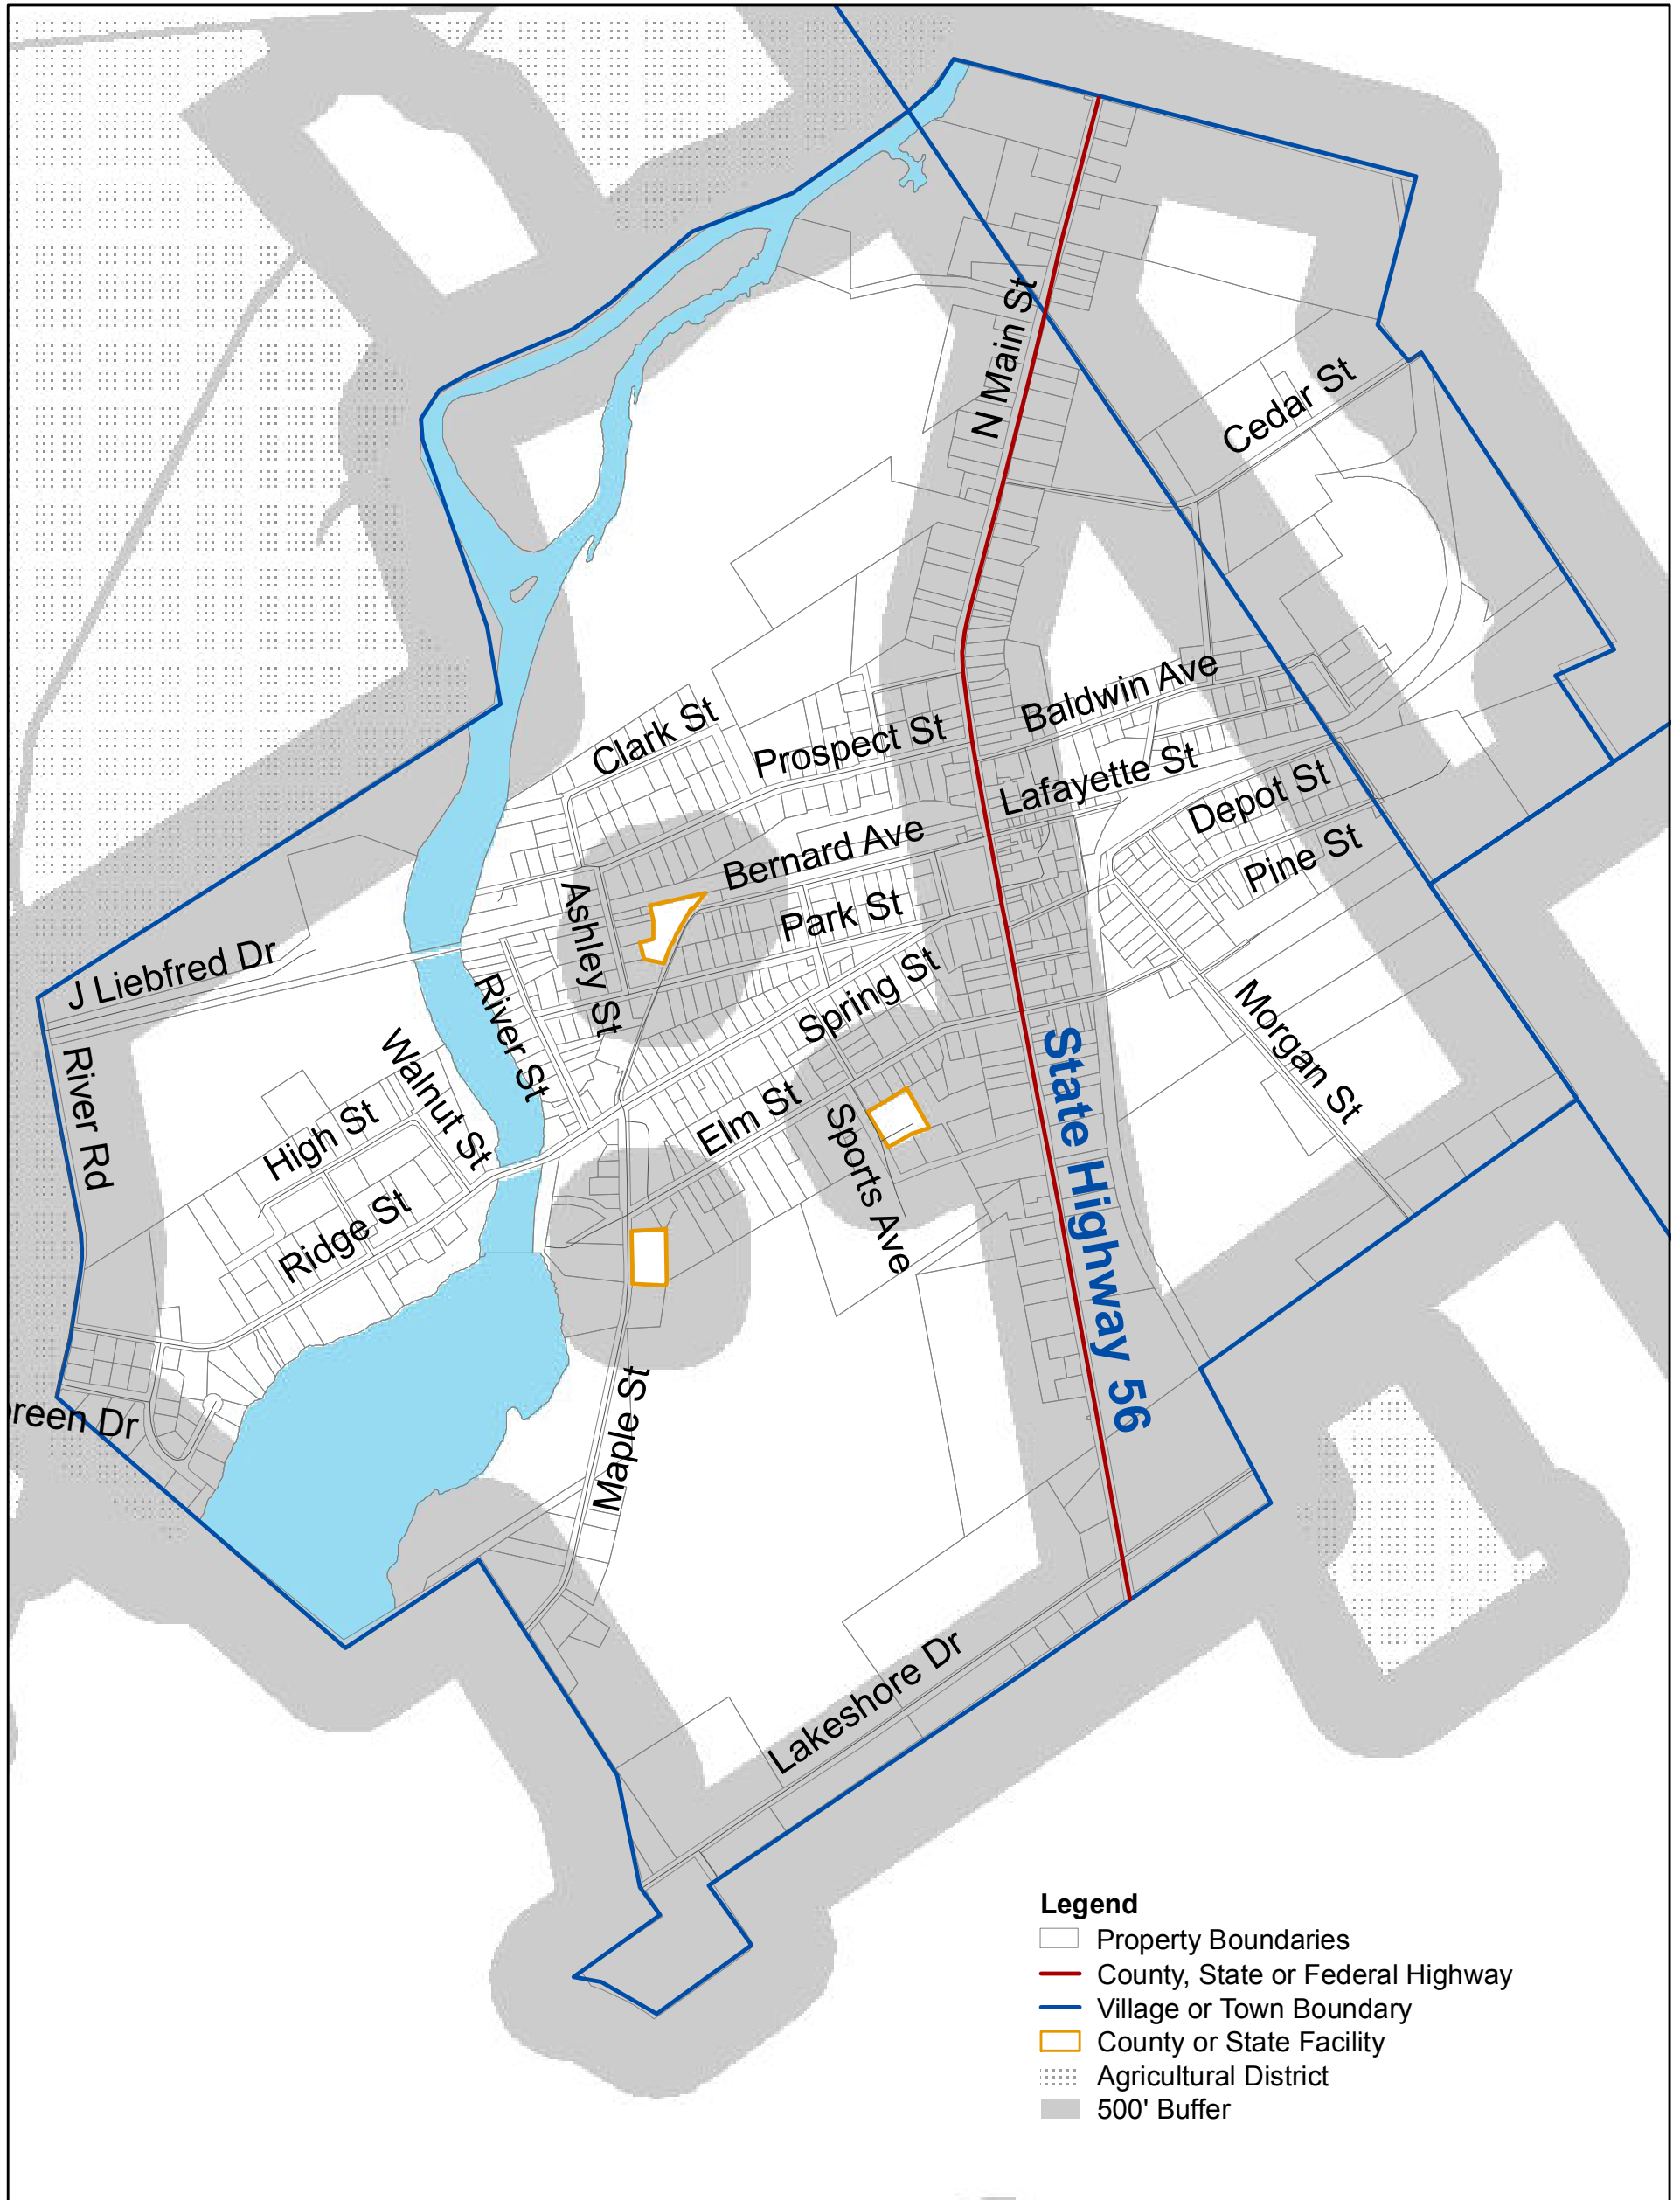 N Main St
Cedar St
Baldwin Ave
Clark St
Prospect St
Lafayette St
Depot St
Bernard Ave
Pine St
Ashley St
Park St
J Liebfred Dr
River St
Spring St
Morgan St
River Rd
Walnut St
State Highway 56
High St
Elm St
Sports Ave
Ridge St
Maple St
Dr
Lakeshore Dr
Legend
Property Boundaries
County, State or Federal Highway
Village or Town Boundary
County or State Facility
Agricultural District
500' Buffer